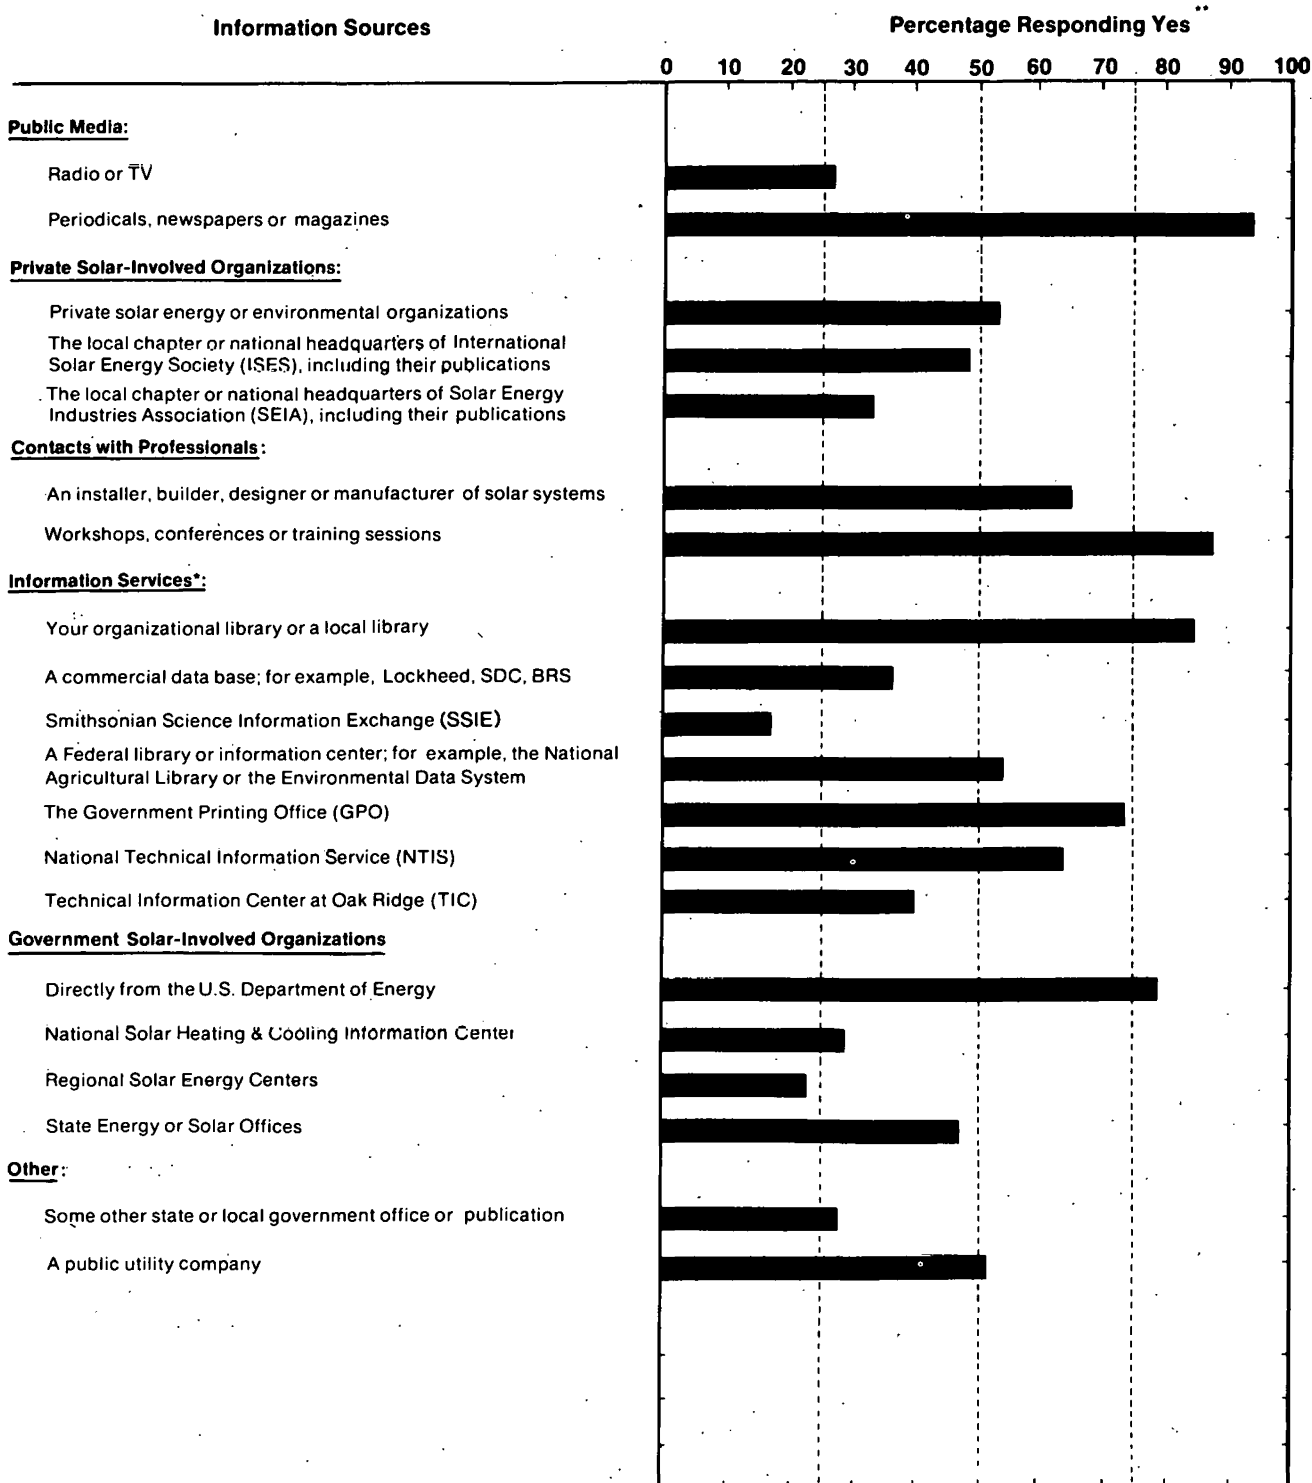 Information Sources
Percentage Responding Yes**
0 10 20 30 40 50 60 70 80 90 100
Public Media:
Radio or TV
Periodicals, newspapers or magazines
Private Solar-Involved Organizations:
Private solar energy or environmental organizations
The local chapter or national headquarters of International
Solar Energy Society (ISES), including their publications
The local chapter or national headquarters of Solar Energy
Industries Association (SEIA), including their publications
Contacts with Professionals:
An installer, builder, designer or manufacturer of solar systems
Workshops, conferences or training sessions
Information Services*:
Your organizational library or a local library
A commercial data base; for example, Lockheed, SDC, BRS
Smithsonian Science Information Exchange (SSIE)
A Federal library or information center; for example, the National
Agricultural Library or the Environmental Data System
The Government Printing Office (GPO)
National Technical Information Service (NTIS)
Technical Information Center at Oak Ridge (TIC)
Government Solar-Involved Organizations
Directly from the U.S. Department of Energy
National Solar Heating & Cooling Information Center
Regional Solar Energy Centers
State Energy or Solar Offices
Other:
Some other state or local government office or publication
A public utility company